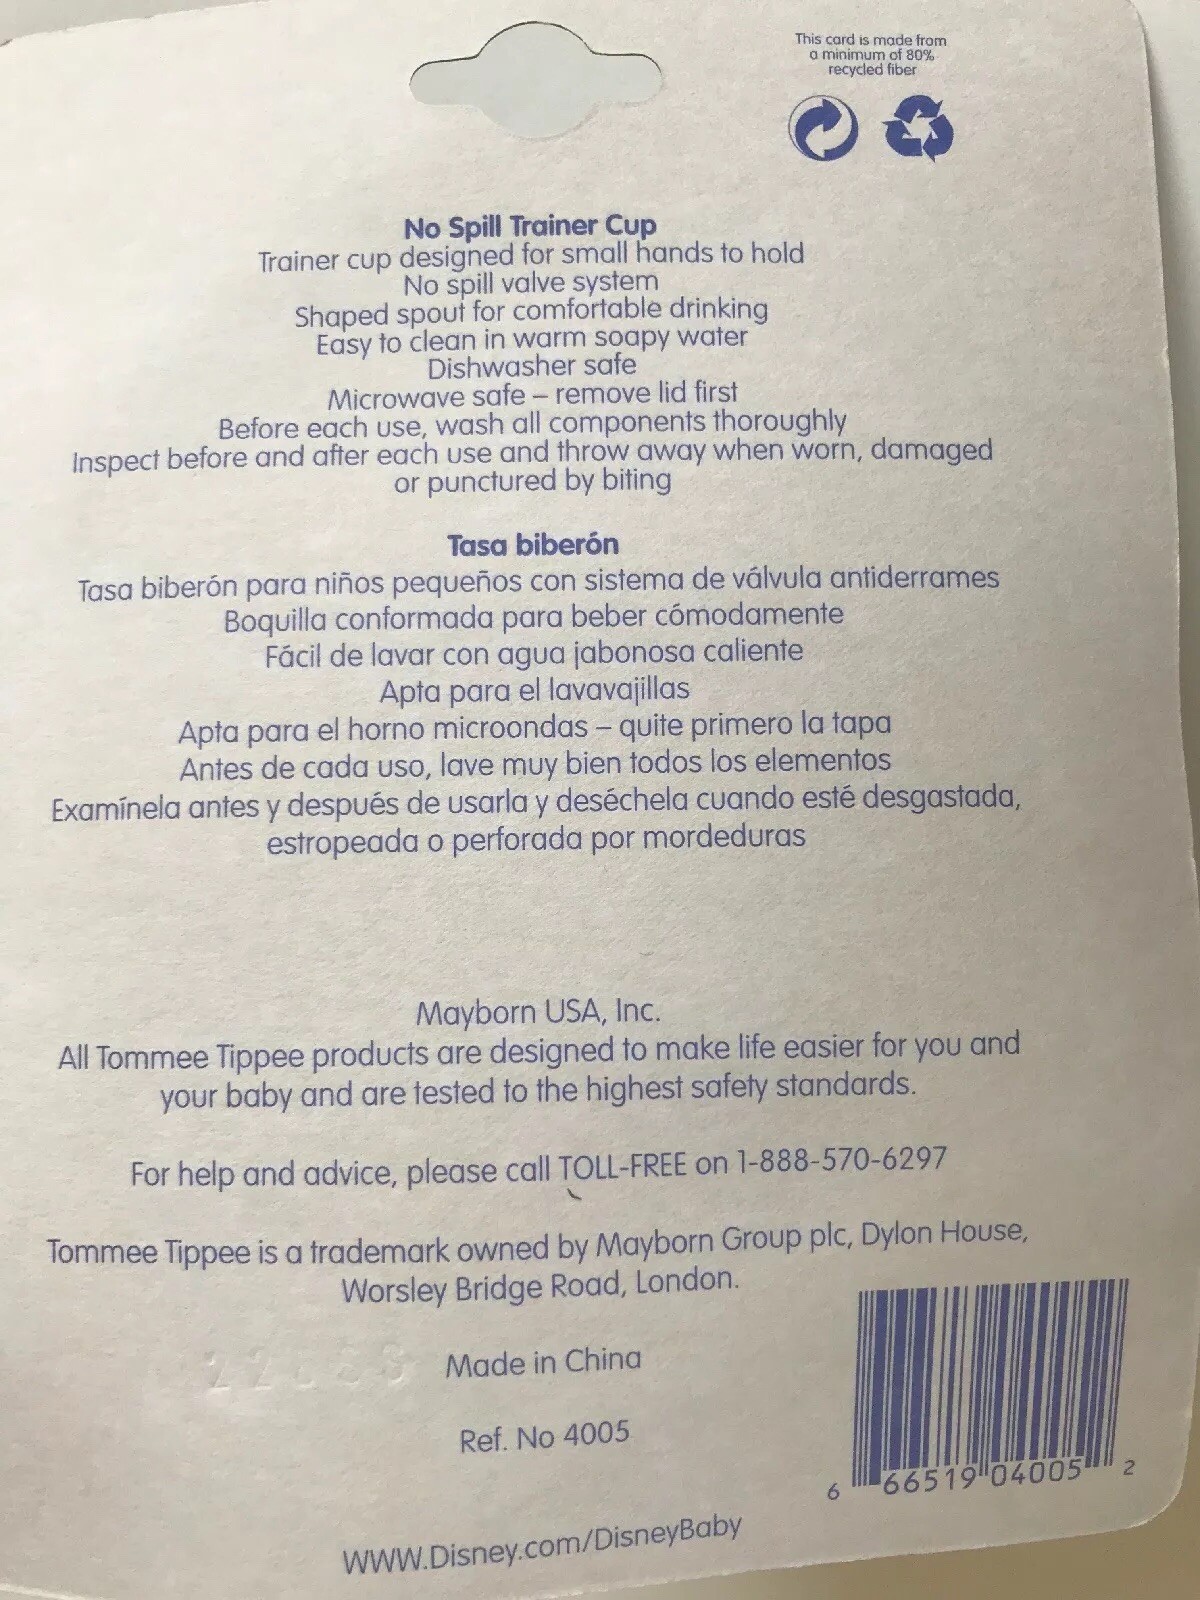 This card is made from
a minimum of 80%
recycled fiber
No Spill Trainer Cup
Trainer cup designed for small hands to hold
No spill valve system
Shaped spout for comfortable drinking
Easy to clean in warm soapy water
Dishwasher safe
Microwave safe – remove lid first
Before each use, wash all components thoroughly
Inspect before and after each use and throw away when worn, damaged
or punctured by biting
Tasa biberón
Tasa biberón para niños pequeños con sistema de válvula antiderrames
Boquilla conformada para beber cómodamente
Fácil de lavar con agua jabonosa caliente
Apta para el lavavajillas
Apta para el horno microondas – quite primero la tapa
Antes de cada uso, lave muy bien todos los elementos
Examínela antes y después de usarla y deséchela cuando esté desgastada,
estropeada o perforada por mordeduras
Mayborn USA, Inc.
All Tommee Tippee products are designed to make life easier for you and
your baby and are tested to the highest safety standards.
For help and advice, please call TOLL-FREE on 1-888-570-6297
Tommee Tippee is a trademark owned by Mayborn Group plc, Dylon House,
Worsley Bridge Road, London.
Made in China
Ref. No 4005
6 66519 04005 2
WWW.Disney.com/DisneyBaby